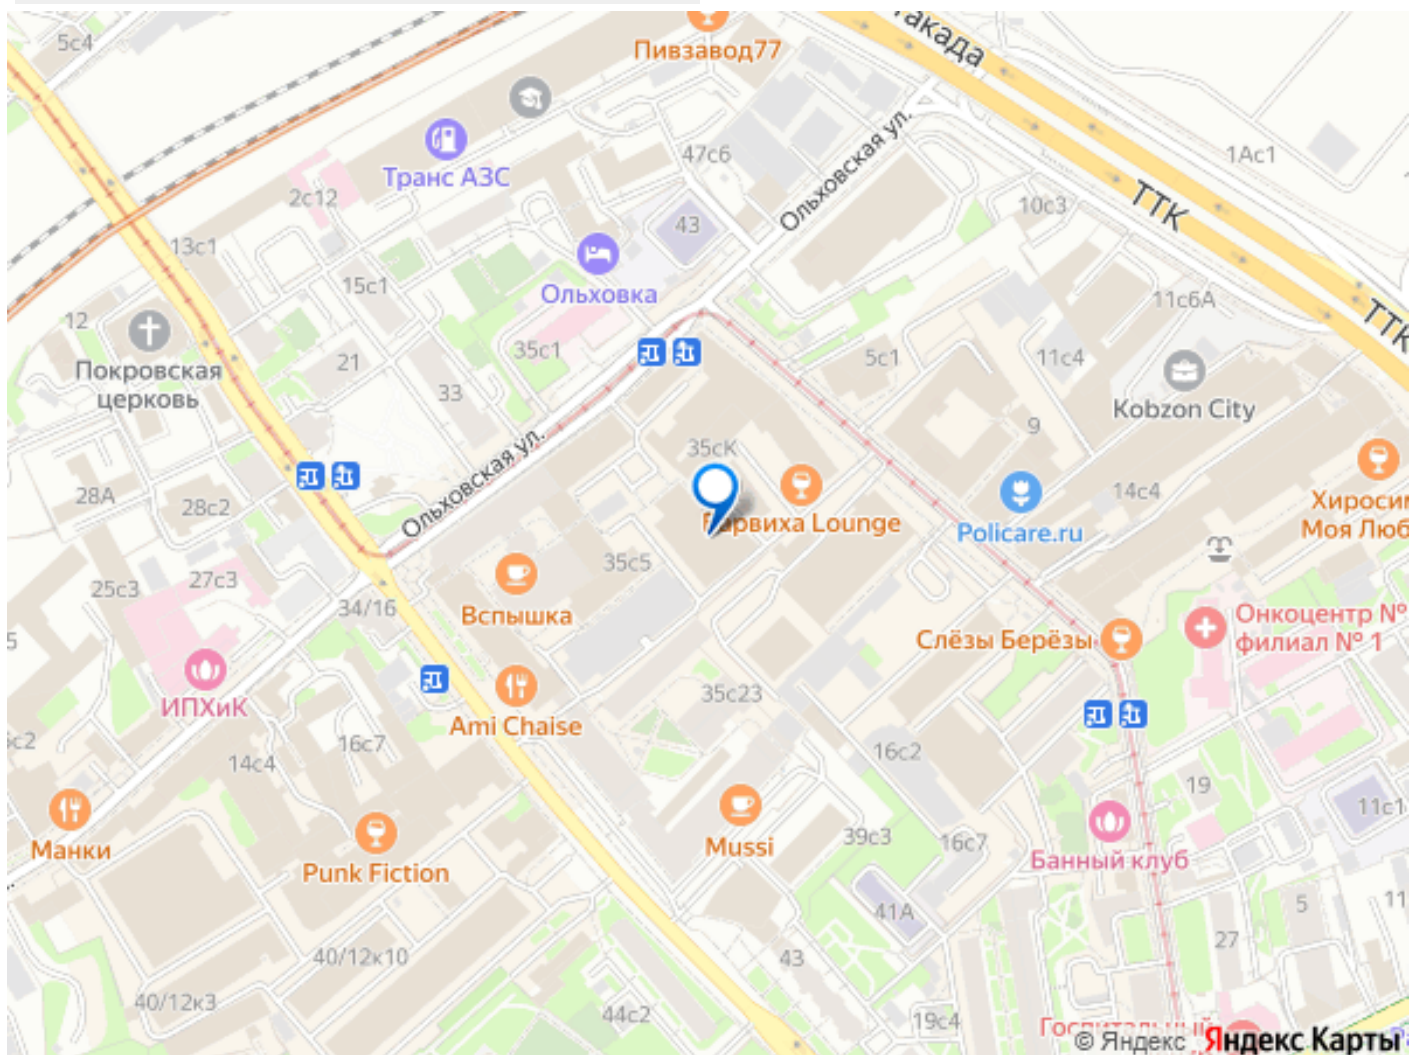 5с4
Пивзавод77
такада
Транс АЗС
47с6
Ольховская ул.
1Ас1
2с12
ТТК
10с3
43
13с1
Ольховка
15с1
11с6А
ТТК
12
Покровская
церковь
21
35с1
5с1
11с4
Kobzon City
33
9
35сК
Ольховская ул.
28А
28с2
14с4
Хиросим
Моя Люб
рвиха Lounge
Policare.ru
25с3
27с3
35с5
34/16
Вспышка
Онкоцентр №
филиал № 1
Слёзы Берёзы
5
ИПХиК
35с23
Ami Chaise
с2
16с7
14с4
16с2
19
11с1
Манки
Punk Fiction
Mussi
39с3
16с7
Банный клуб
41А
5
11
27
40/12к10
43
40/12к3
44с2
19с4
Госпитальный
© Яндекс Яндекс Карты